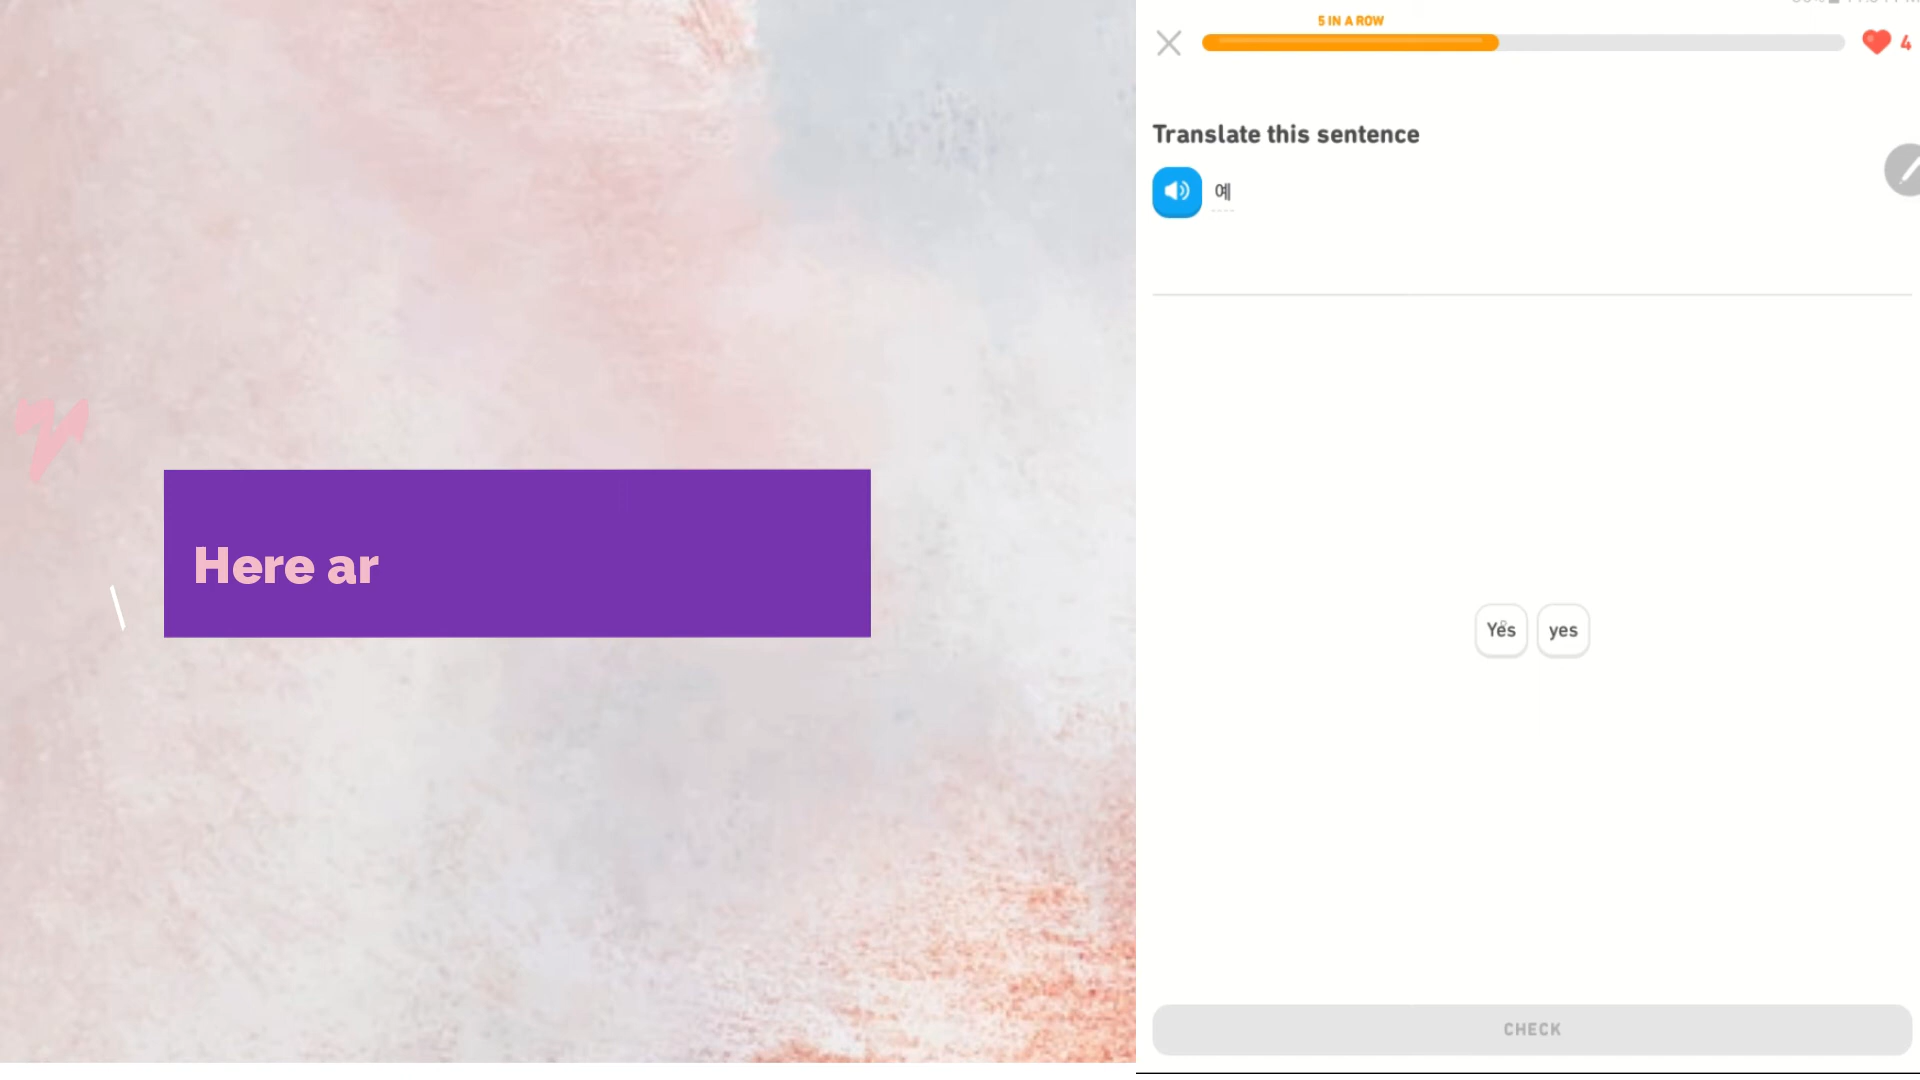 5 IN A ROW
4
Translate this sentence
예
Here ar
Yes
yes
CHECK